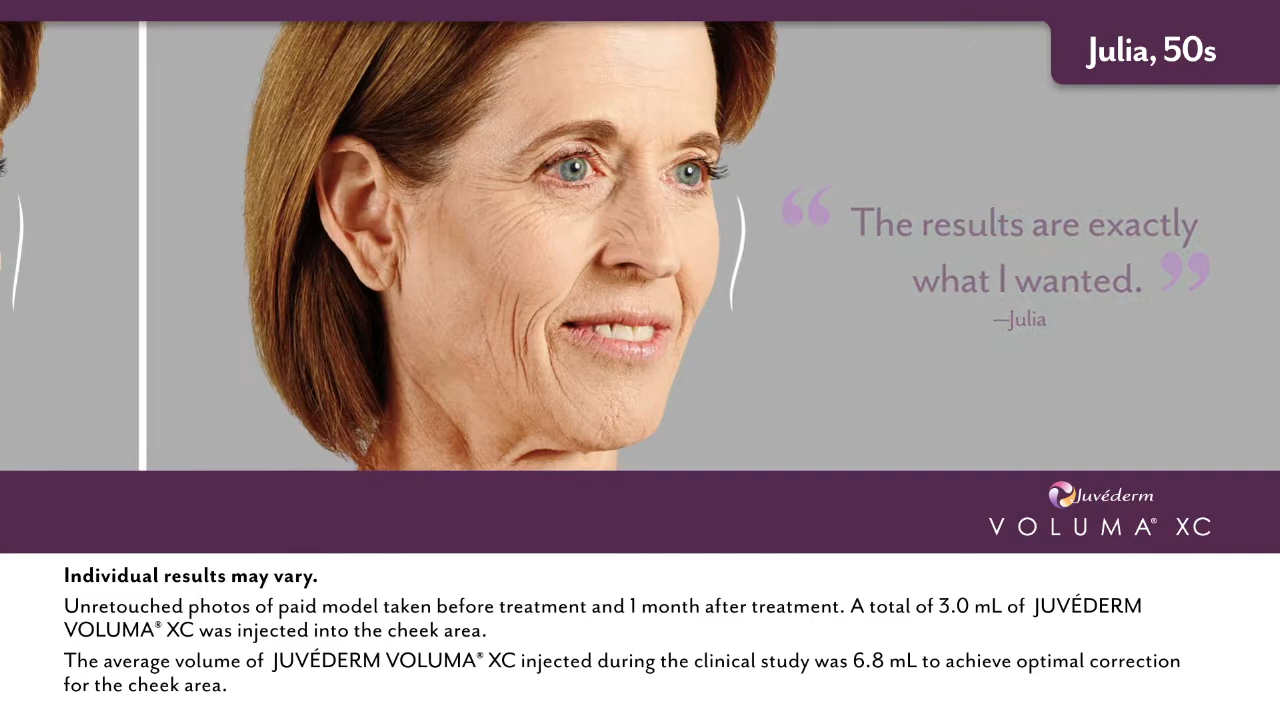 Julia, 50s
“ The results are exactly
what I wanted. ”
—Julia
Juvéderm
VOLUMA® XC
Individual results may vary.
Unretouched photos of paid model taken before treatment and 1 month after treatment. A total of 3.0 mL of JUVÉDERM
VOLUMA® XC was injected into the cheek area.
The average volume of JUVÉDERM VOLUMA® XC injected during the clinical study was 6.8 mL to achieve optimal correction
for the cheek area.